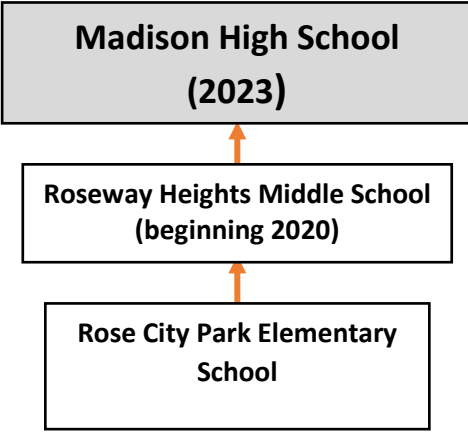 Madison High School
(2023)
Roseway Heights Middle School
(beginning 2020)
Rose City Park Elementary
School